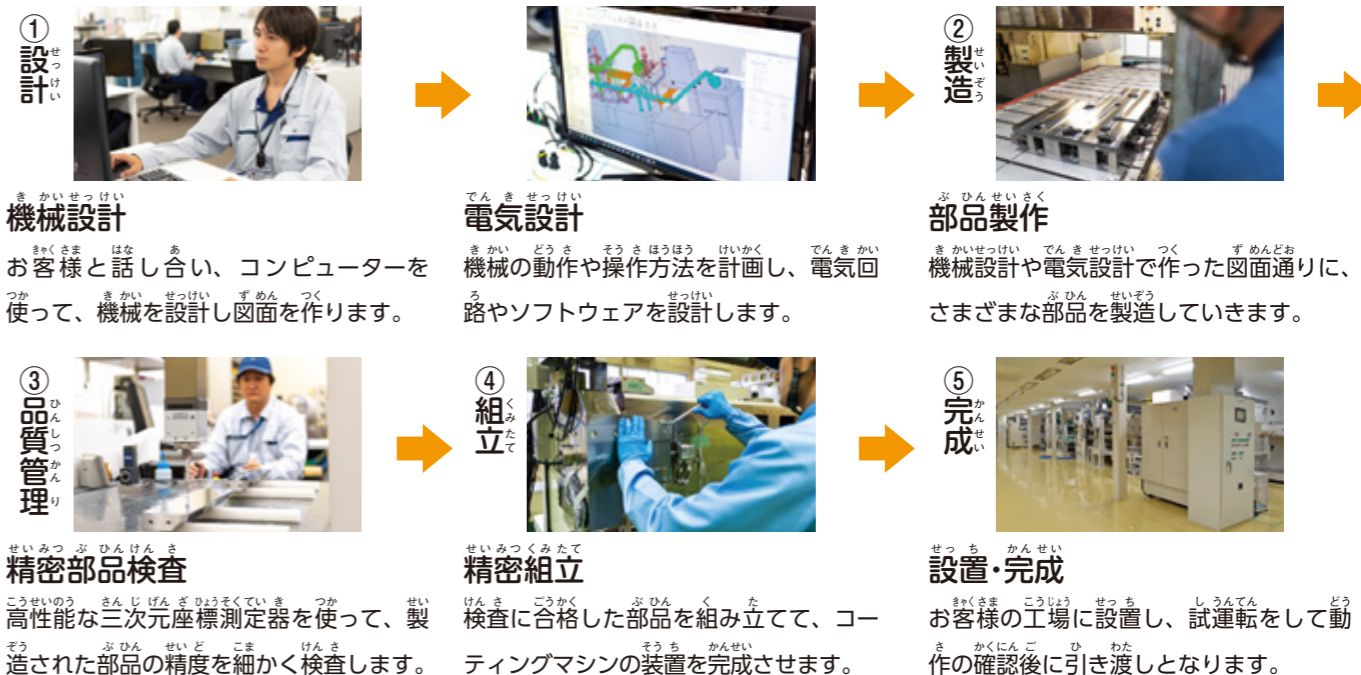 ①設計
機械設計
お客様と話し合い、コンピューターを
使って、機械を設計し図面を作ります。
電気設計
機械の動作や操作方法を計画し、電気回
路やソフトウェアを設計します。
②製造
部品製作
機械設計や電気設計で作った図面通りに、
さまざまな部品を製造していきます。
③品質管理
精密部品検査
高性能な三次元座標測定器を使って、製
造された部品の精度を細かく検査します。
④組立
精密組立
検査に合格した部品を組み立てて、コー
ティングマシンの装置を完成させます。
⑤完成
設置・完成
お客様の工場に設置し、試運転をして動
作の確認後に引き渡しとなります。